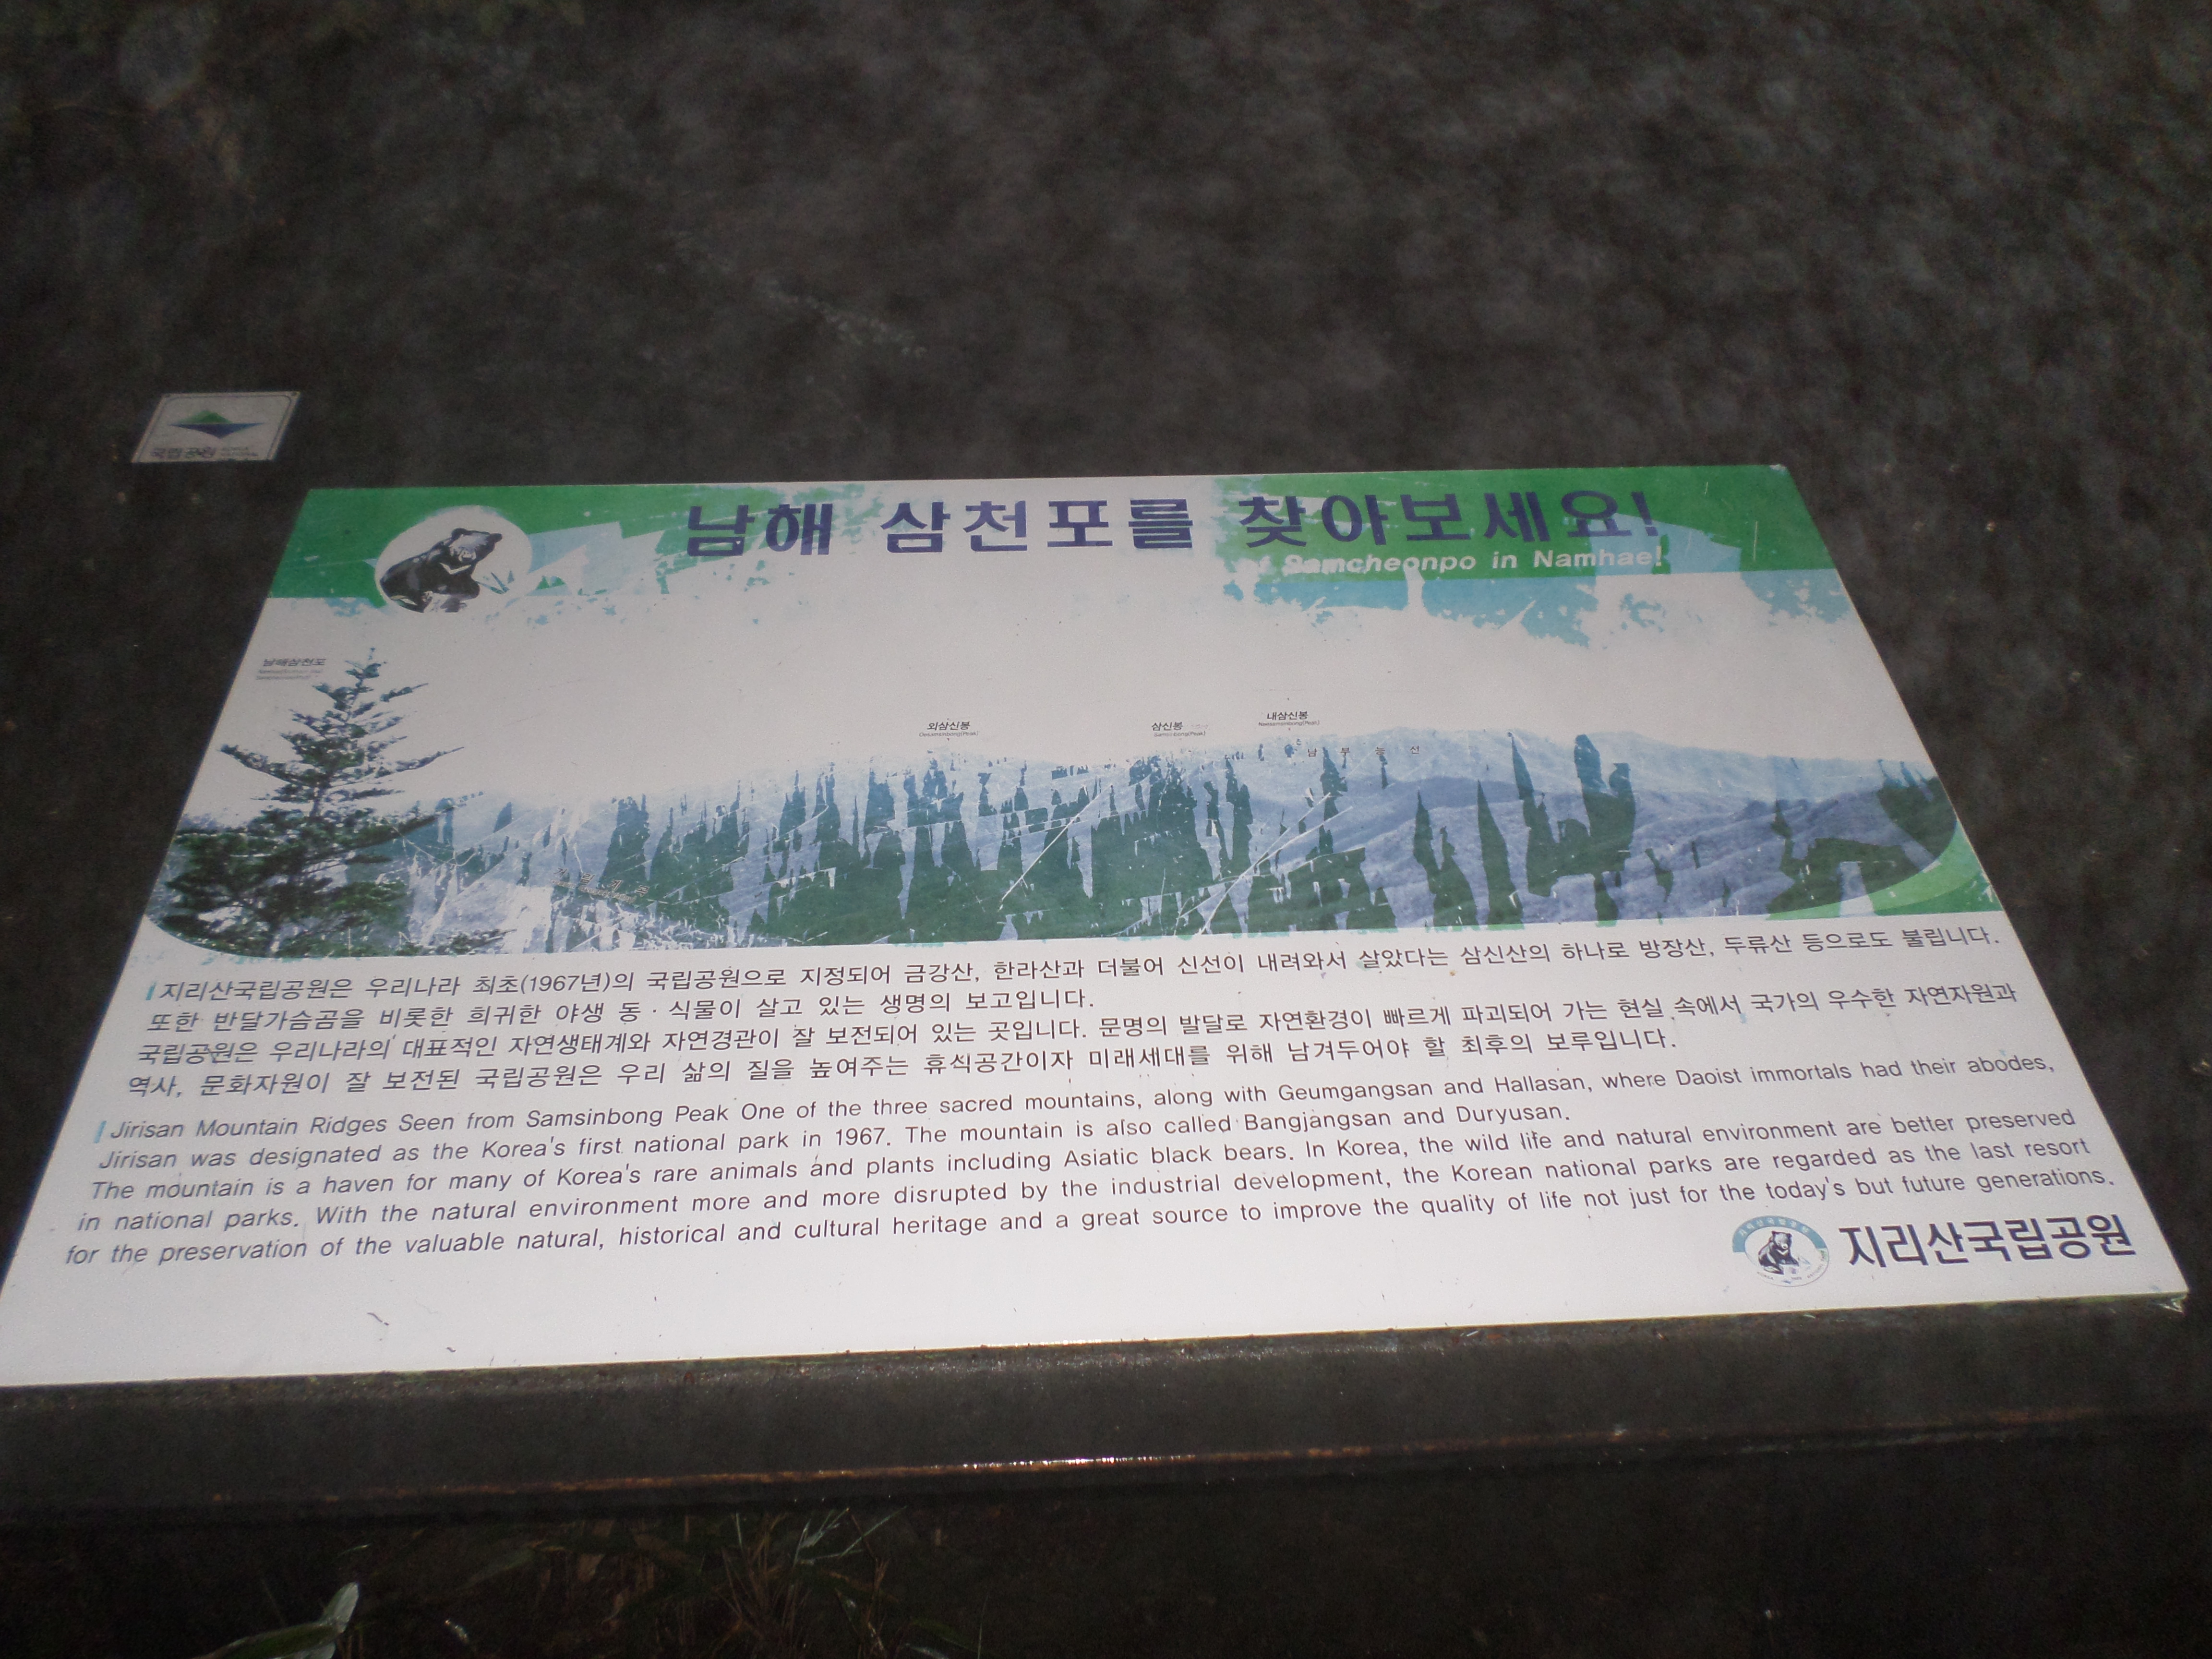 국립공원
남해 삼천포를 찾아보세요!
of Samcheonpo in Namhae!
남해삼천포
외삼신봉
삼신봉
내삼신봉
남 부 능 선
지리산국립공원은 우리나라 최초(1967년)의 국립공원으로 지정되어 금강산, 한라산과 더불어 신선이 내려와서 살았다는 삼신산의 하나로 방장산, 두류산 등으로도 불립니다.
또한 반달가슴곰을 비롯한 희귀한 야생 동·식물이 살고 있는 생명의 보고입니다.
국립공원은 우리나라의 대표적인 자연생태계와 자연경관이 잘 보전되어 있는 곳입니다. 문명의 발달로 자연환경이 빠르게 파괴되어 가는 현실 속에서 국가의 우수한 자연자원과
역사, 문화자원이 잘 보전된 국립공원은 우리 삶의 질을 높여주는 휴식공간이자 미래세대를 위해 남겨두어야 할 최후의 보루입니다.
Jirisan Mountain Ridges Seen from Samsinbong Peak One of the three sacred mountains, along with Geumgangsan and Hallasan, where Daoist immortals had their abodes,
Jirisan was designated as the Korea's first national park in 1967. The mountain is also called Bangjangsan and Duryusan.
The mountain is a haven for many of Korea's rare animals and plants including Asiatic black bears. In Korea, the wild life and natural environment are better preserved
in national parks. With the natural environment more and more disrupted by the industrial development, the Korean national parks are regarded as the last resort
for the preservation of the valuable natural, historical and cultural heritage and a great source to improve the quality of life not just for the today's but future generations.
지리산국립공원